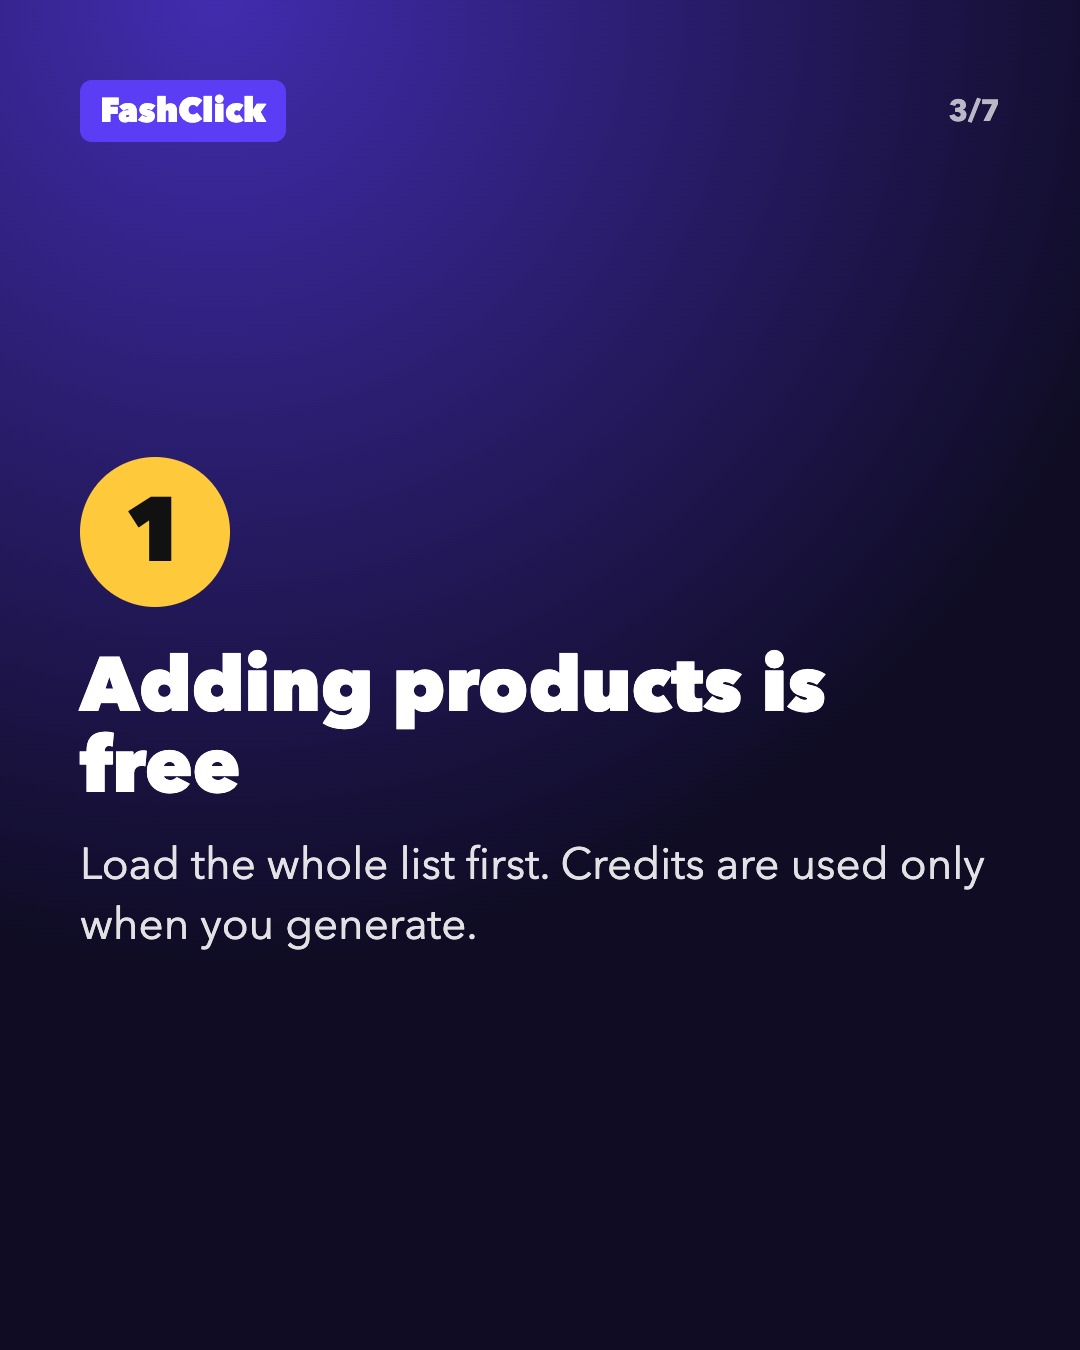 FashClick
3/7
1
Adding products is
free
Load the whole list first. Credits are used only
when you generate.